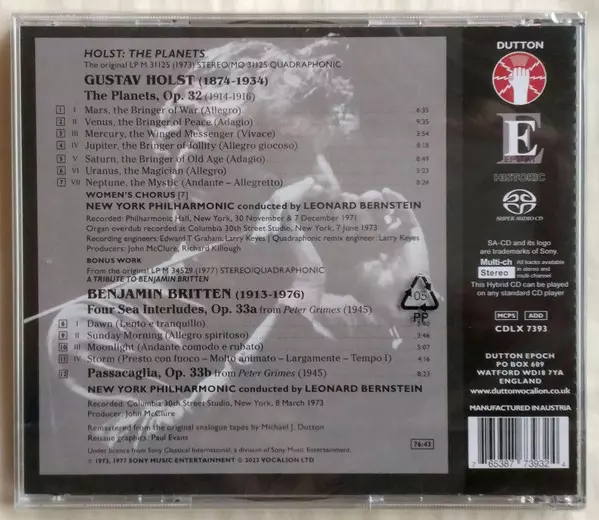 HOLST: THE PLANETS
The original LP M 31125 (1973) STEREO/MQ 31125 QUADRAPHONIC
GUSTAV HOLST (1874-1934)
The Planets, Op. 32 (1914-1916)
1 I Mars, the Bringer of War (Allegro) 6:35
2 II Venus, the Bringer of Peace (Adagio) 9:35
3 III Mercury, the Winged Messenger (Vivace) 3:54
4 IV Jupiter, the Bringer of Jollity (Allegro giocoso) 8:18
5 V Saturn, the Bringer of Old Age (Adagio) 8:49
6 VI Uranus, the Magician (Allegro) 5:23
7 VII Neptune, the Mystic (Andante – Allegretto) 8:24
WOMEN'S CHORUS [7]
NEW YORK PHILHARMONIC conducted by LEONARD BERNSTEIN
Recorded: Philharmonic Hall, New York, 30 November & 7 December 1971
Organ overdub recorded at Columbia 30th Street Studio, New York, 7 June 1973
Recording engineers, Edward T Graham; Larry Keyes | Quadraphonic remix engineer: Larry Keyes
Producers: John McClure, Richard Killough
BONUS WORK
From the original LP M 34529 (1977) STEREO/QUADRAPHONIC
A TRIBUTE TO BENJAMIN BRITTEN
BENJAMIN BRITTEN (1913-1976)
Four Sea Interludes, Op. 33a from Peter Grimes (1945)
8 I Dawn (Lento e tranquillo)
9 II Sunday Morning (Allegro spiritoso) 3:46
10 III Moonlight (Andante comodo e rubato) 5:07
11 IV Storm (Presto con fuoco – Molto animato – Largamente – Tempo I) 4:16
12 Passacaglia, Op. 33b from Peter Grimes (1945) 8:23
NEW YORK PHILHARMONIC conducted by LEONARD BERNSTEIN
Recorded: Columbia 30th Street Studio, New York, 8 March 1973
Producer: John McClure
Remastered from the original analogue tapes by Michael J. Dutton
Reissue graphics: Paul Evans
76:43
Under licence from Sony Classical International, a division of Sony Music Entertainment.
℗ 1973, 1977 SONY MUSIC ENTERTAINMENT © 2022 VOCALION LTD
05
PP
DUTTON
E
EPOCH
HISTORIC
SUPER AUDIO CD
SA-CD and its logo
are trademarks of Sony.
Multi-ch All tracks available
Stereo in stereo and multi-channel
This Hybrid CD can be played
on any standard CD player
MCPS ADD
CDLX 7393
DUTTON EPOCH
PO BOX 609
WATFORD WD18 7YA
ENGLAND
www.duttonvocalion.co.uk
MANUFACTURED IN AUSTRIA
7 65387 73932 4